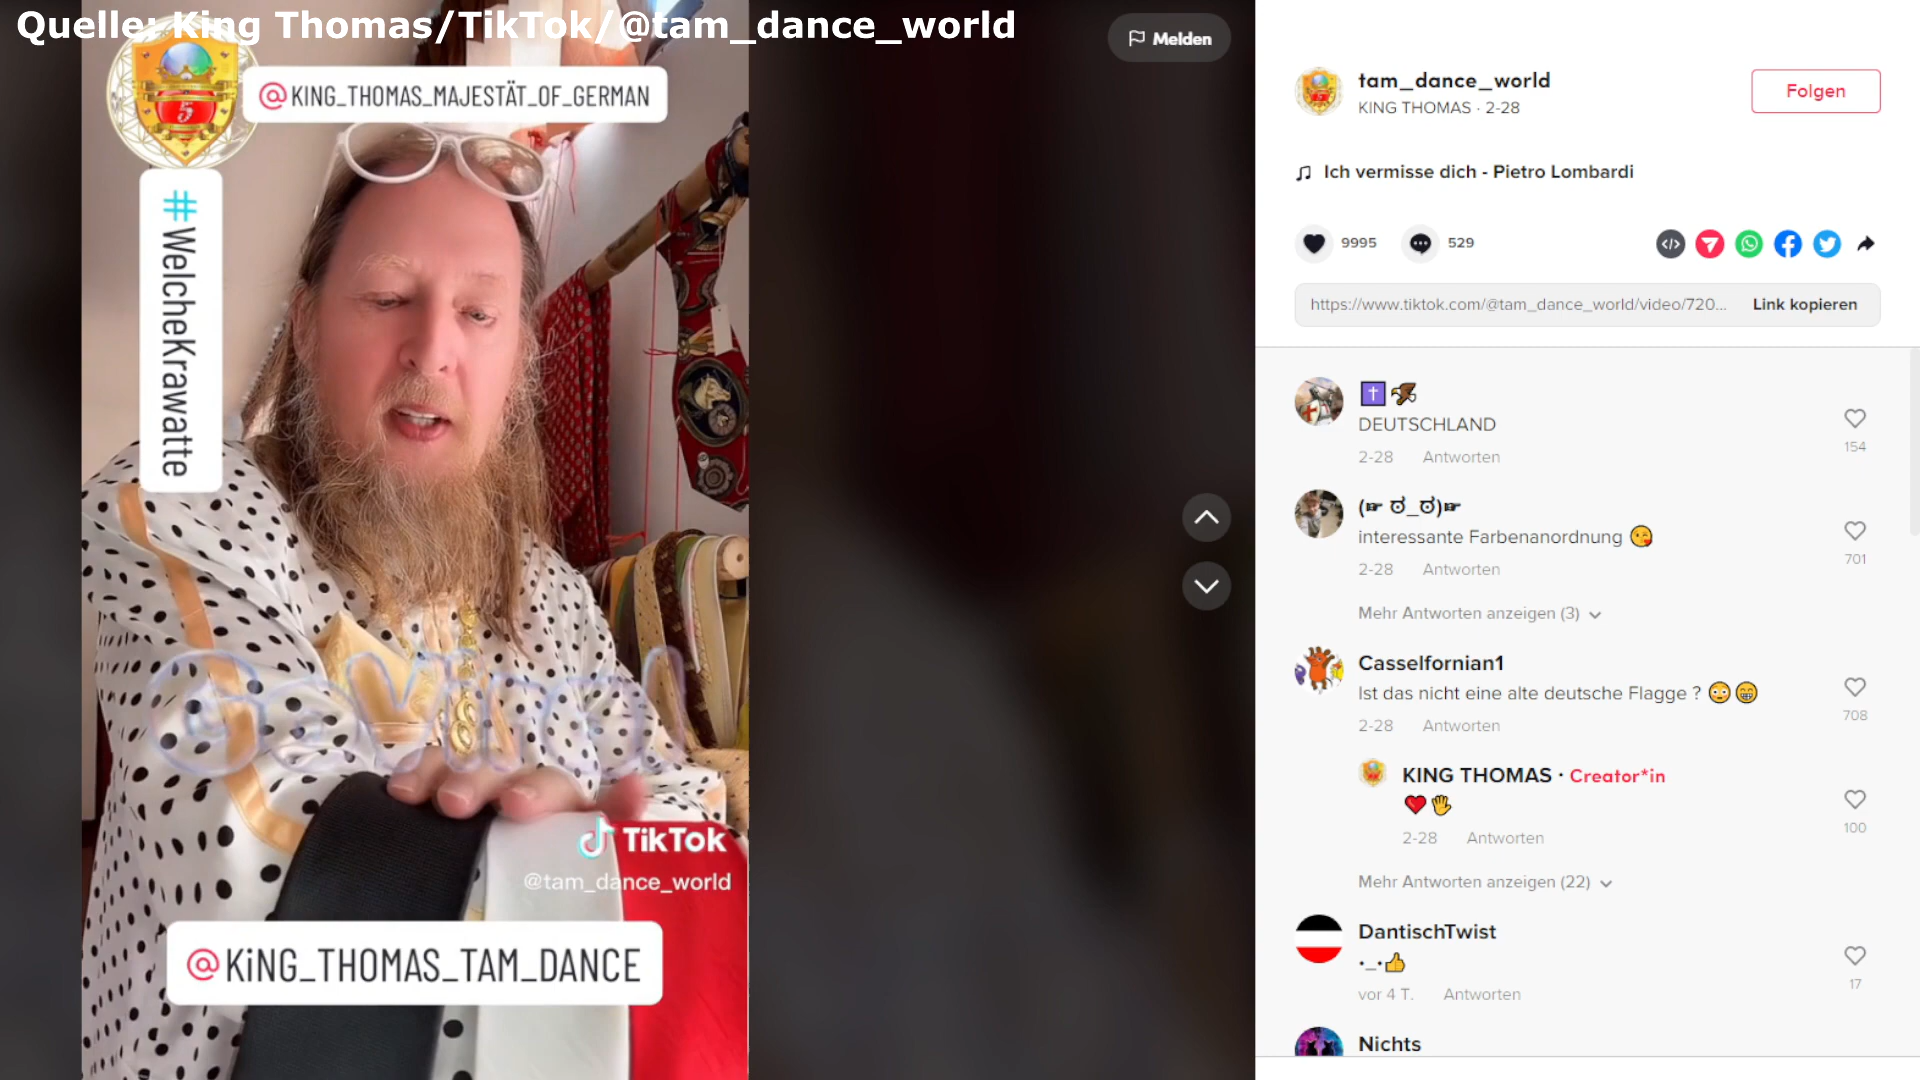 Quelle: King Thomas/TikTok/@tam_dance_world
@KING_THOMAS_MAJESTÄT_OF_GERMAN
5
#WelcheKrawatte
GoViral
TikTok
@tam_dance_world
@KiNG_THOMAS_TAM_DANCE
Melden
5
tam_dance_world
KING THOMAS · 2-28
Folgen
Ich vermisse dich - Pietro Lombardi
9995
529
https://www.tiktok.com/@tam_dance_world/video/720...
Link kopieren
✝️🦅
DEUTSCHLAND
2-28 Antworten
154
(☞ ಠ_ಠ)☞
interessante Farbenanordnung 😘
2-28 Antworten
701
Mehr Antworten anzeigen (3)
Casselfornian1
Ist das nicht eine alte deutsche Flagge ? 😳😁
2-28 Antworten
708
KING THOMAS · Creator*in
❤️👋
2-28 Antworten
100
Mehr Antworten anzeigen (22)
DantischTwist
•_•👍
vor 4 T. Antworten
17
Nichts